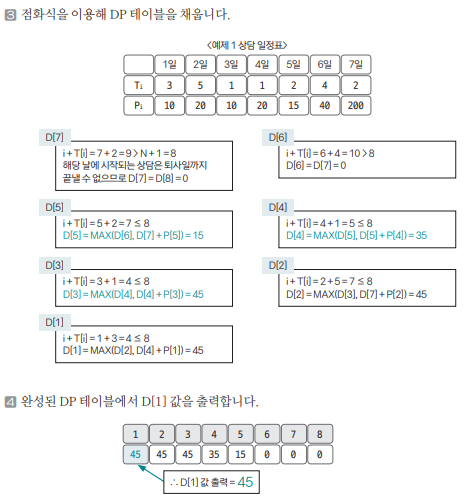 3 점화식을 이용해 DP 테이블을 채웁니다.
<예제 1 상담 일정표>
1일 2일 3일 4일 5일 6일 7일
Ti 3 5 1 1 2 4 2
Pi 10 20 10 20 15 40 200
D[7]
i + T[i] = 7 + 2 = 9 > N + 1 = 8
해당 날에 시작되는 상담은 퇴사일까지
끝낼 수 없으므로 D[7] = D[8] = 0
D[6]
i + T[i] = 6 + 4 = 10 > 8
D[6] = D[7] = 0
D[5]
i + T[i] = 5 + 2 = 7 ≤ 8
D[5] = MAX(D[6], D[7] + P[5]) = 15
D[4]
i + T[i] = 4 + 1 = 5 ≤ 8
D[4] = MAX(D[5], D[5] + P[4]) = 35
D[3]
i + T[i] = 3 + 1 = 4 ≤ 8
D[3] = MAX(D[4], D[4] + P[3]) = 45
D[2]
i + T[i] = 2 + 5 = 7 ≤ 8
D[2] = MAX(D[3], D[7] + P[2]) = 45
D[1]
i + T[i] = 1 + 3 = 4 ≤ 8
D[1] = MAX(D[2], D[4] + P[1]) = 45
4 완성된 DP 테이블에서 D[1] 값을 출력합니다.
1 2 3 4 5 6 7 8
45 45 45 35 15 0 0 0
∴ D[1] 값 출력 = 45